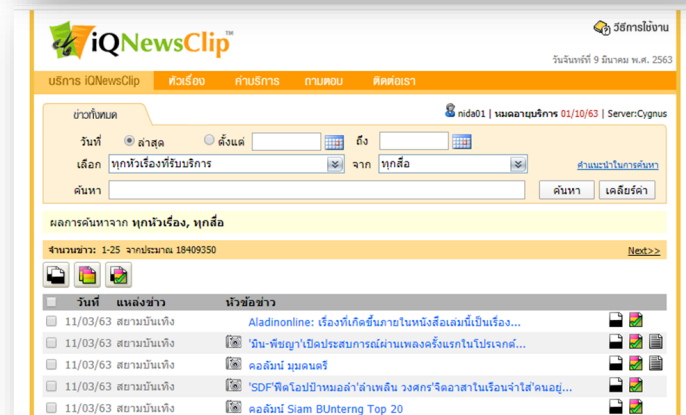 iQNewsClip™
วิธีการใช้งาน
วันจันทร์ที่ 9 มีนาคม พ.ศ. 2563
บริการ iQNewsClip หัวเรื่อง ค่าบริการ ถามตอบ ติดต่อเรา
ข่าวทั้งหมด nida01 | หมดอายุบริการ 01/10/63 | Server:Cygnus
วันที่ ล่าสุด ตั้งแต่ ถึง
เลือก ทุกหัวเรื่องที่รับบริการ จาก ทุกสื่อ คำแนะนำในการค้นหา
ค้นหา ค้นหา เคลียร์ค่า
ผลการค้นหาจาก ทุกหัวเรื่อง, ทุกสื่อ
จำนวนข่าว: 1-25 จากประมาณ 18409350 Next>>
วันที่ แหล่งข่าว หัวข้อข่าว
11/03/63 สยามบันเทิง Aladinonline: เรื่องที่เกิดขึ้นภายในหนังสือเล่มนี้เป็นเรื่อง...
11/03/63 สยามบันเทิง 'มิน-พีชญา'เปิดประสบการณ์ผ่านเพลงครั้งแรกในโปรเจกต์...
11/03/63 สยามบันเทิง คอลัมน์ มุมดนตรี
11/03/63 สยามบันเทิง 'SDF'ฟีตโอปป้าหมอลำ'ลำเพลิน วงศกร'จิตอาสาในเรือนจำใส่'คนอยู่...
11/03/63 สยามบันเทิง คอลัมน์ Siam BUnterng Top 20